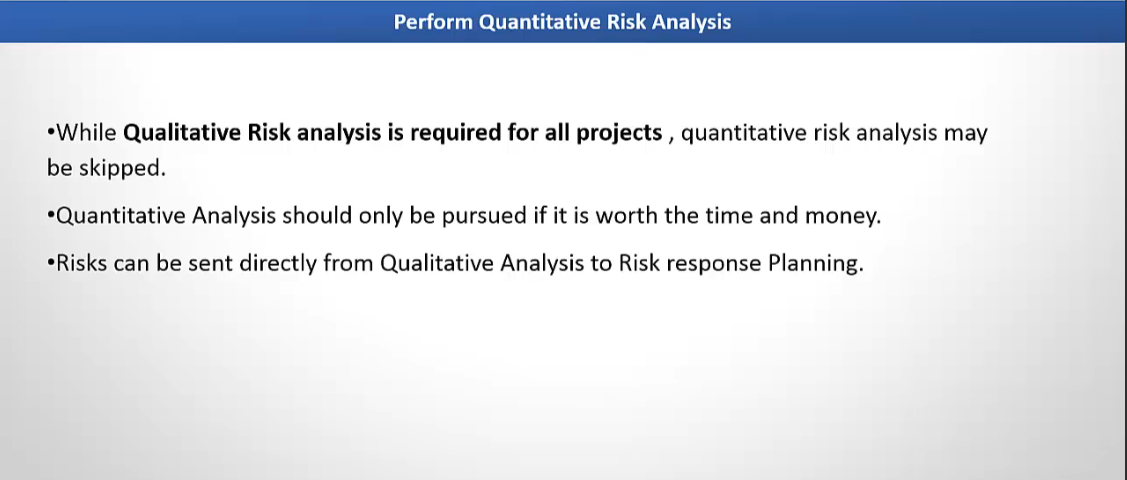 Perform Quantitative Risk Analysis
•While Qualitative Risk analysis is required for all projects , quantitative risk analysis may
be skipped.
•Quantitative Analysis should only be pursued if it is worth the time and money.
•Risks can be sent directly from Qualitative Analysis to Risk response Planning.